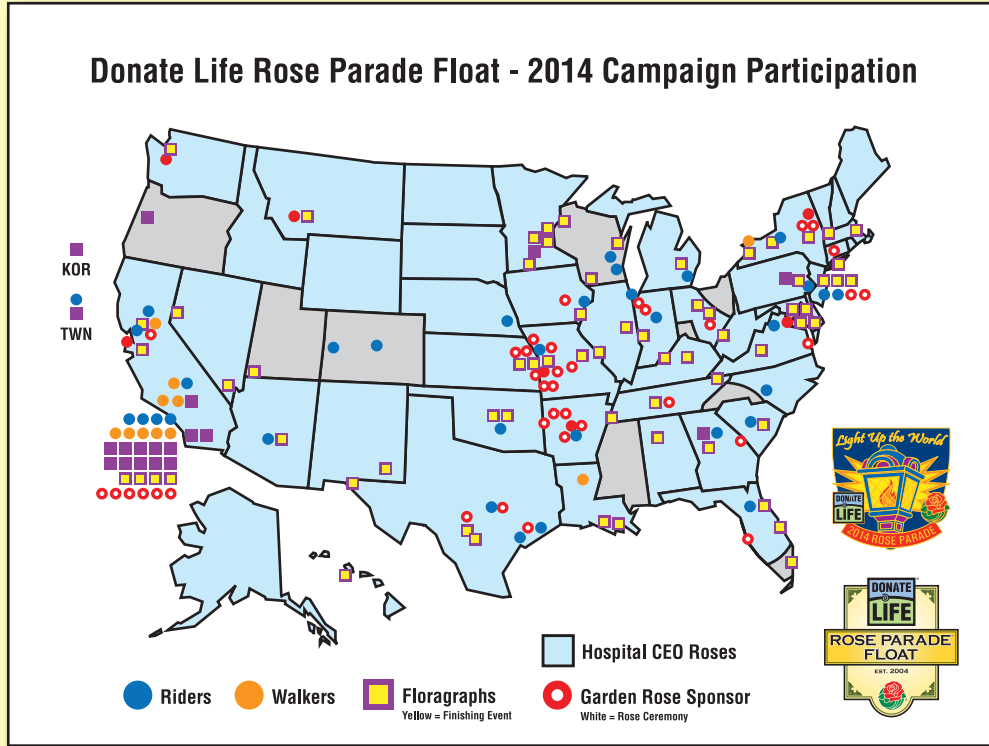 Donate Life Rose Parade Float - 2014 Campaign Participation
KOR
TWN
Light Up the World
DONATE
LIFE
2014 ROSE PARADE
DONATE
LIFE
ROSE PARADE
FLOAT
EST. 2004
Hospital CEO Roses
Riders
Walkers
Floragraphs
Yellow = Finishing Event
Garden Rose Sponsor
White = Rose Ceremony